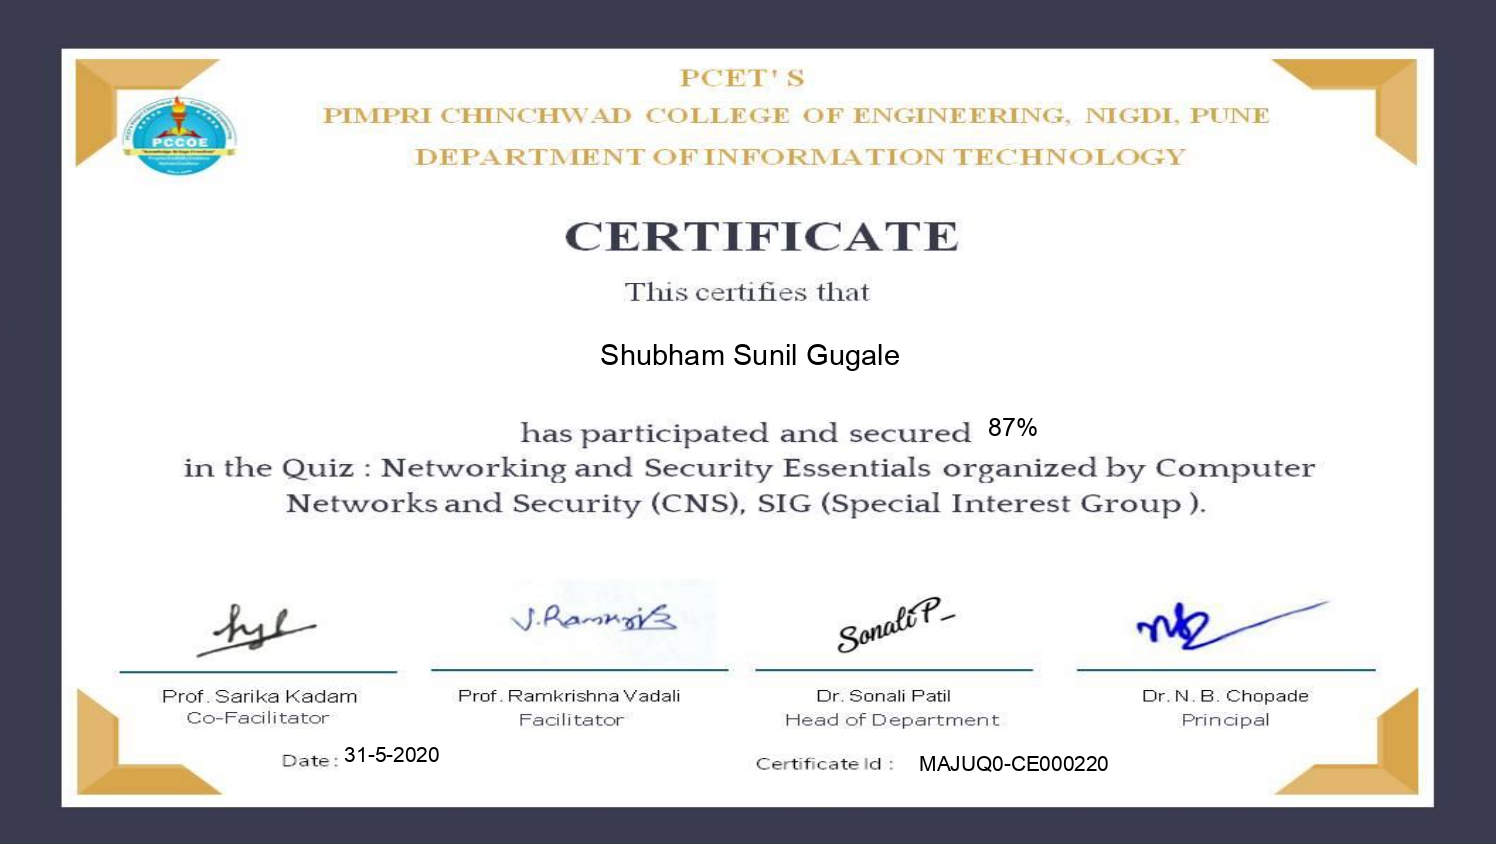 PCET' S
PIMPRI CHINCHWAD COLLEGE OF ENGINEERING, NIGDI, PUNE
DEPARTMENT OF INFORMATION TECHNOLOGY
PCCOE
CERTIFICATE
This certifies that
Shubham Sunil Gugale
has participated and secured 87%
in the Quiz : Networking and Security Essentials organized by Computer
Networks and Security (CNS), SIG (Special Interest Group ).
Sonali P
Prof. Sarika Kadam
Co-Facilitator
Prof. Ramkrishna Vadali
Facilitator
Dr. Sonali Patil
Head of Department
Dr. N. B. Chopade
Principal
Date : 31-5-2020
Certificate Id : MAJUQ0-CE000220